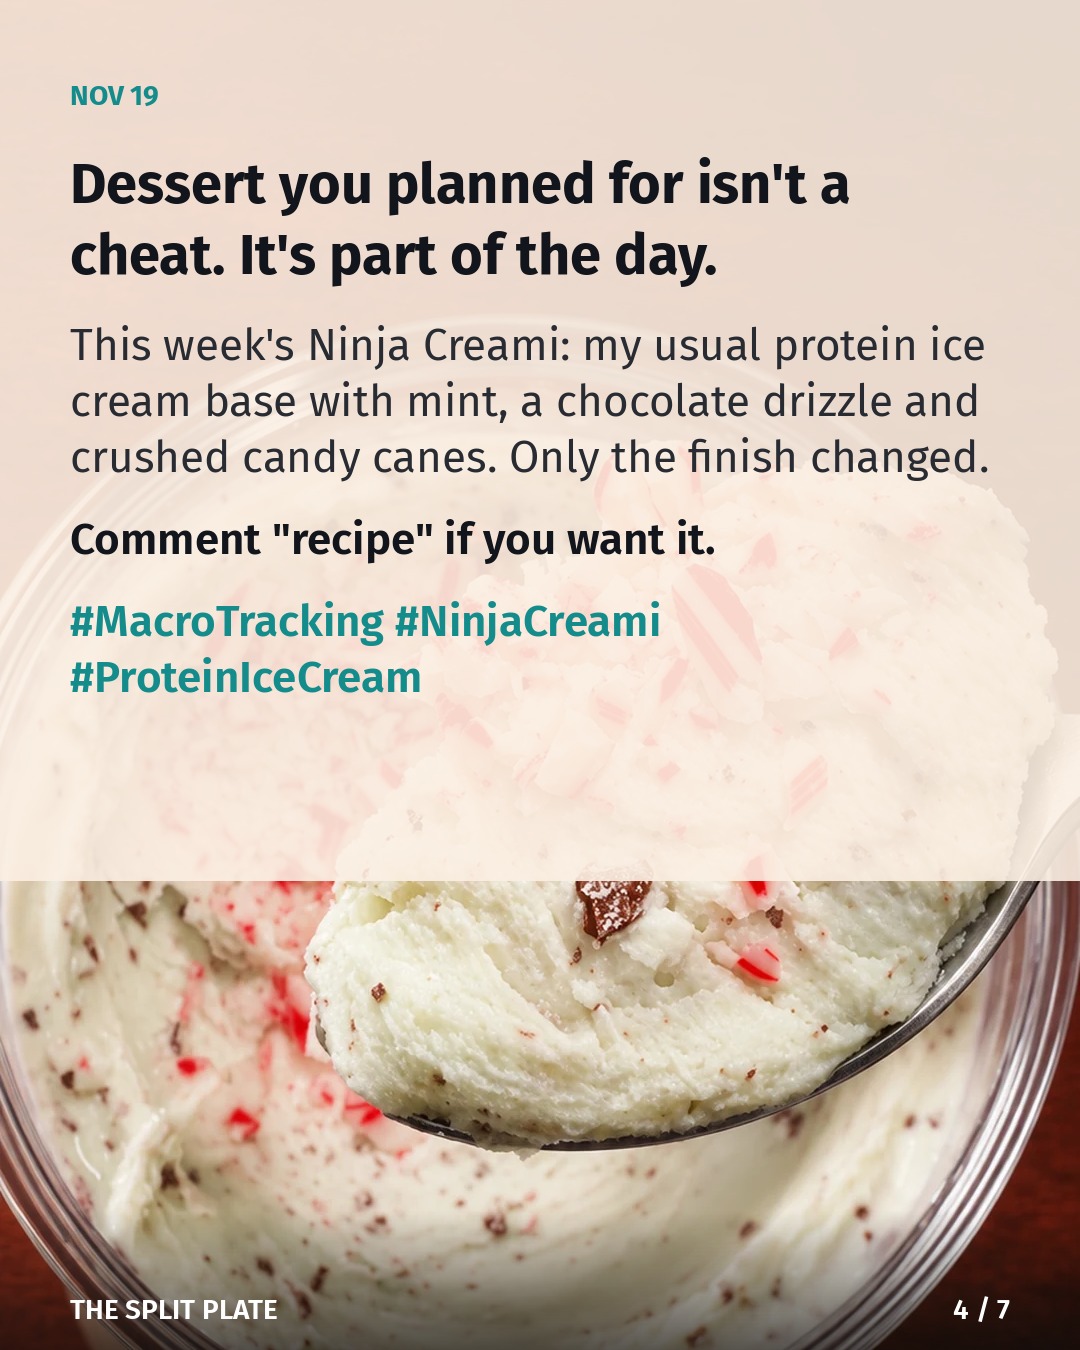 NOV 19
Dessert you planned for isn't a
cheat. It's part of the day.
This week's Ninja Creami: my usual protein ice
cream base with mint, a chocolate drizzle and
crushed candy canes. Only the finish changed.
Comment "recipe" if you want it.
#MacroTracking #NinjaCreami
#ProteinIceCream
THE SPLIT PLATE
4 / 7